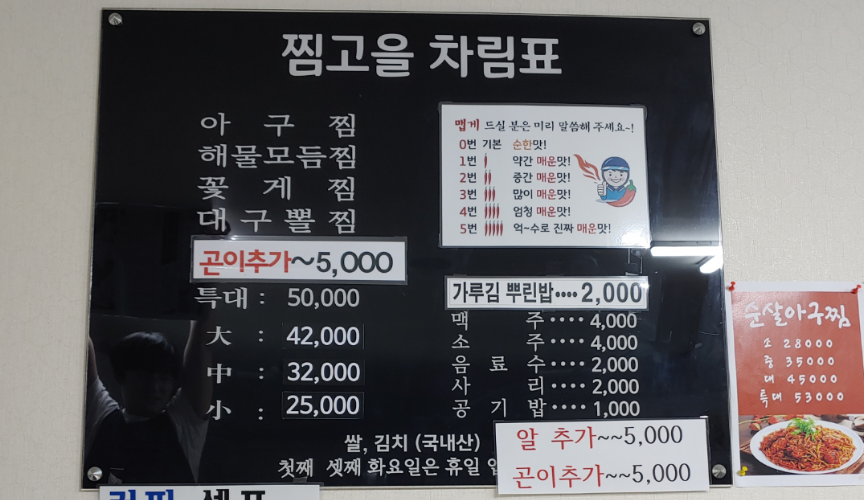 찜고을 차림표
아 구 찜
해물모듬찜
꽃 게 찜
대구뽈찜
곤이추가~5,000
특대 : 50,000
大 : 42,000
中 : 32,000
小 : 25,000
맵게 드실 분은 미리 말씀해 주세요~!
0번 기본 순한맛!
1번 약간 매운맛!
2번 중간 매운맛!
3번 많이 매운맛!
4번 엄청 매운맛!
5번 억~수로 진짜 매운맛!
가루김 뿌린밥···· 2,000
맥 주···· 4,000
소 주···· 4,000
음 료 수···· 2,000
사 리···· 2,000
공 기 밥···· 1,000
쌀, 김치 (국내산)
첫째 셋째 화요일은 휴일
알 추가~~5,000
곤이추가~~5,000
순살아구찜
소 28000
중 35000
대 45000
특대 53000